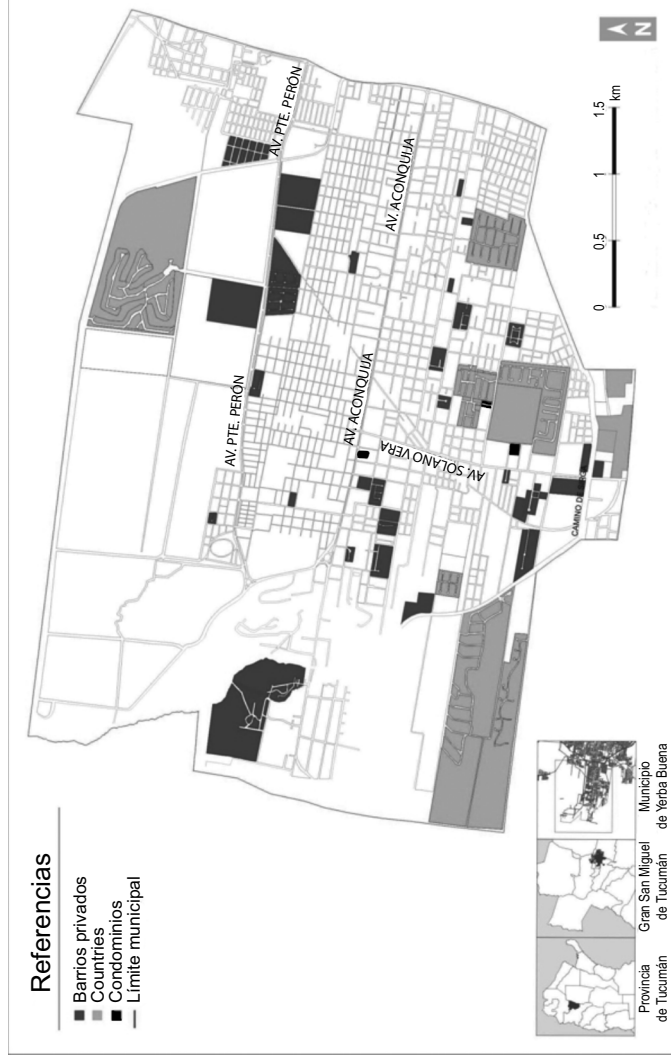 Referencias
Barrios privados
Countries
Condominios
Límite municipal
AV. PTE. PERÓN
AV. PTE. PERÓN
AV. ACONQUIJA
AV. ACONQUIJA
AV. SOLANO VERA
0
0.5
1
1.5
km
N
Provincia
de Tucumán
Gran San Miguel
de Tucumán
Municipio
de Yerba Buena